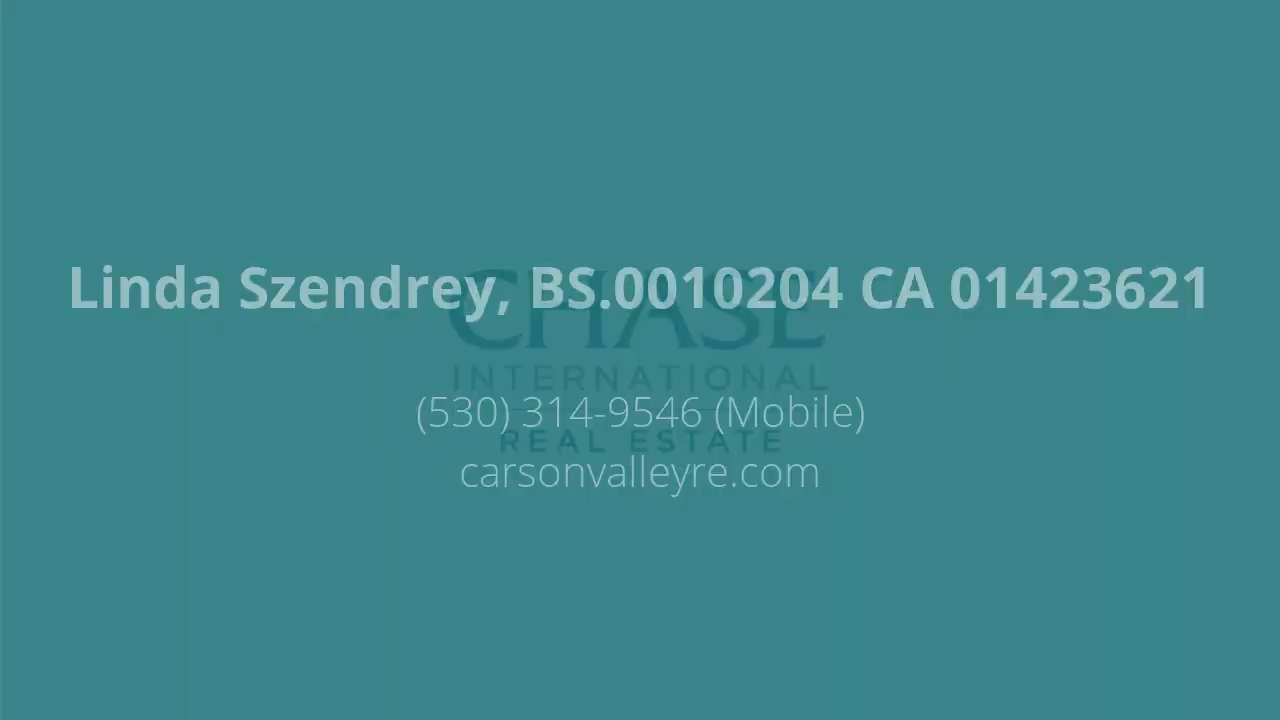 Linda Szendrey, BS.0010204 CA 01423621
CHASE
INTERNATIONAL
(530) 314-9546 (Mobile)
REAL ESTATE
carsonvalleyre.com